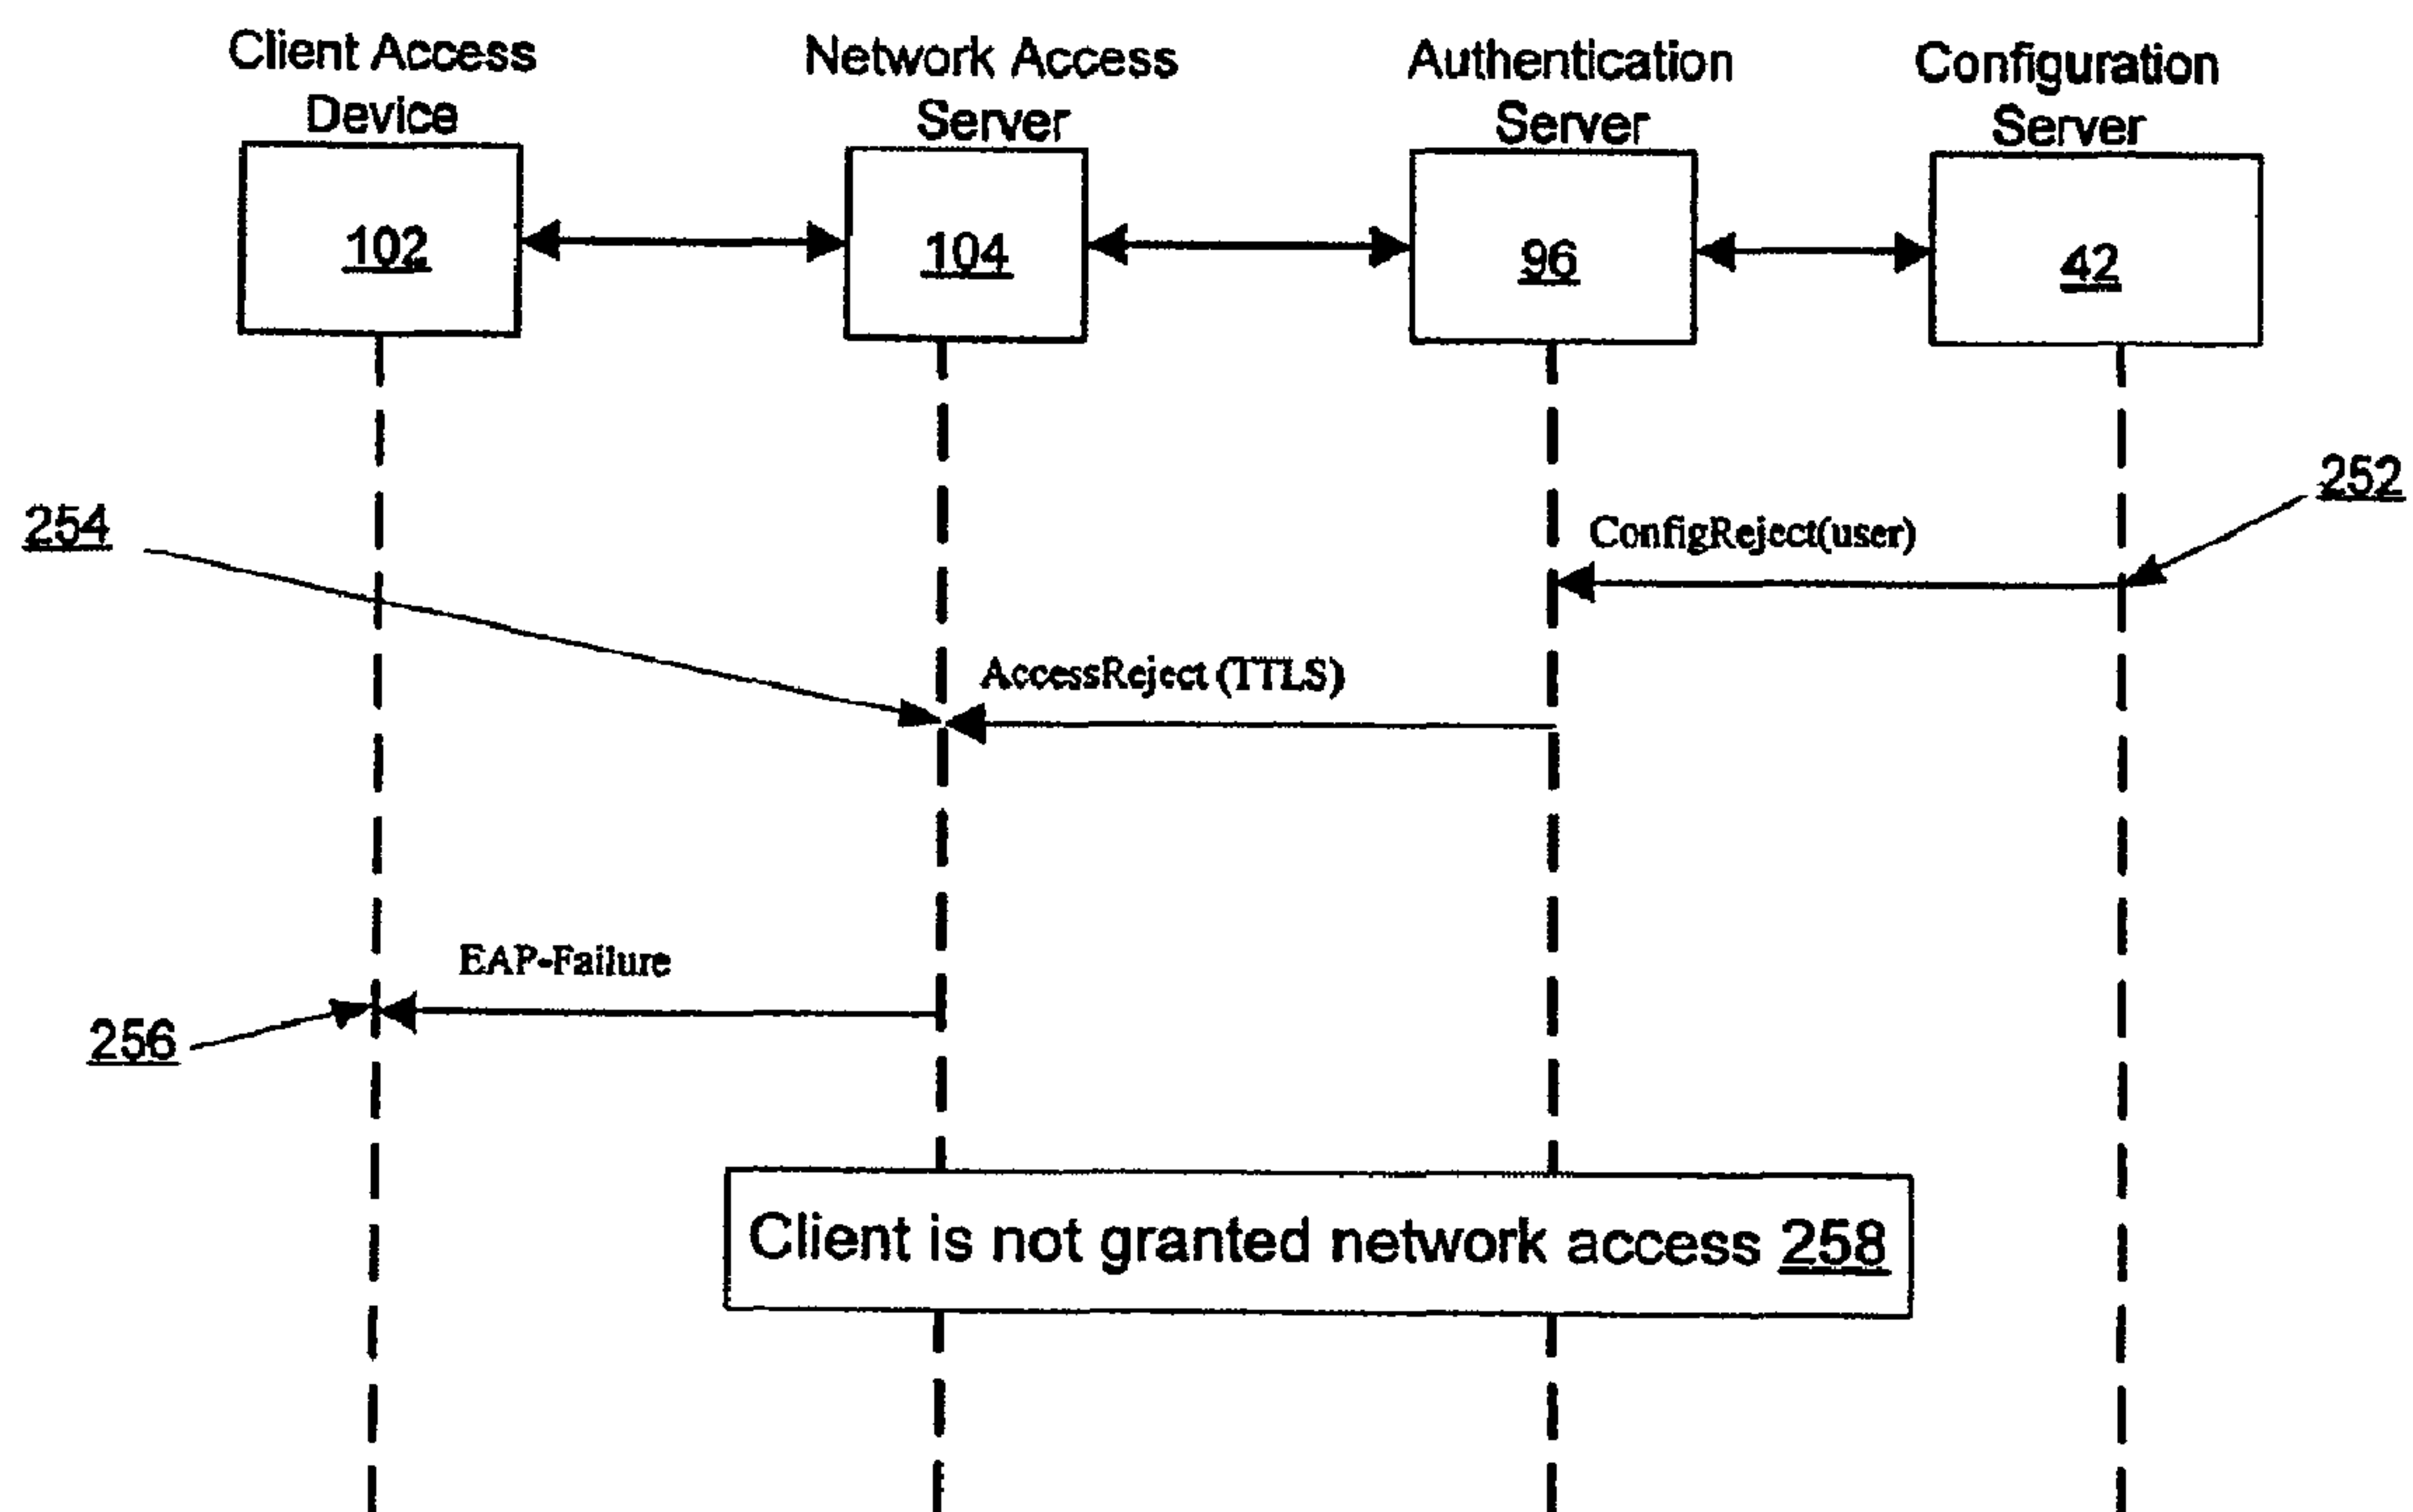 Client Access
Device
Network Access
Server
Authentication
Server
Configuration
Server
102
104
96
42
252
254
ConfigReject(user)
AccessReject (TTLS)
EAP-Failure
256
Client is not granted network access 258